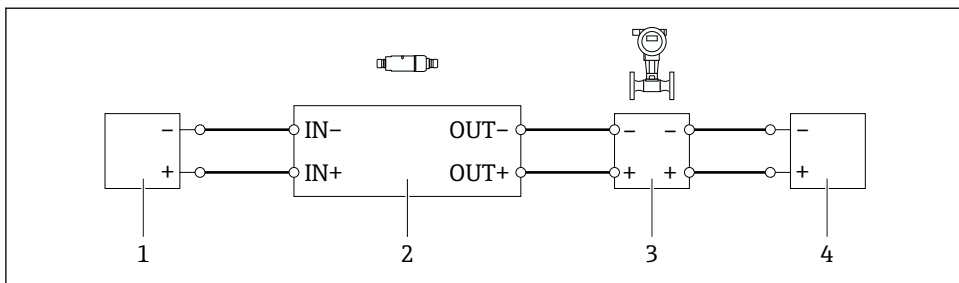 − IN− OUT− − − −
+ IN+ OUT+ + + +
1 2 3 4